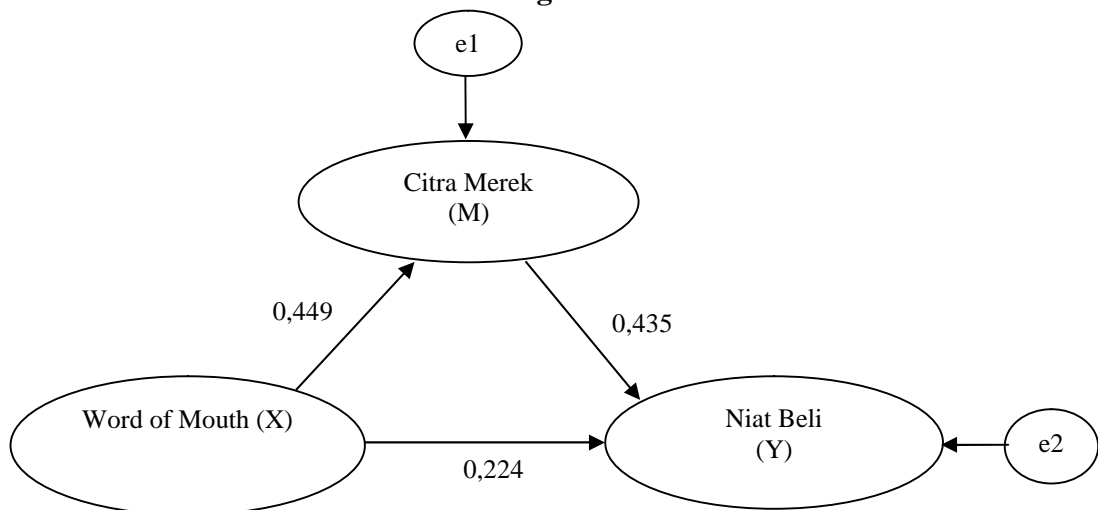 e1
Citra Merek
(M)
0,449
0,435
Word of Mouth (X)
Niat Beli
(Y)
e2
0,224